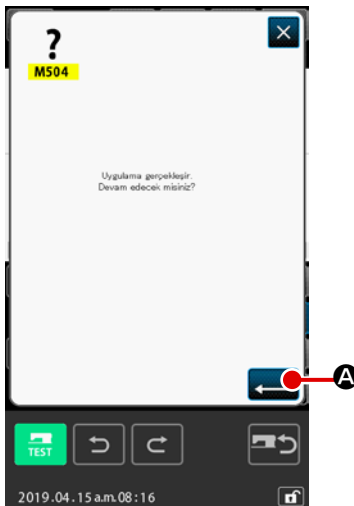 ?
M504
Uygulama gerçekleşir.
Devam edecek misiniz?
A
TEST
2019.04.15 a.m.08:16